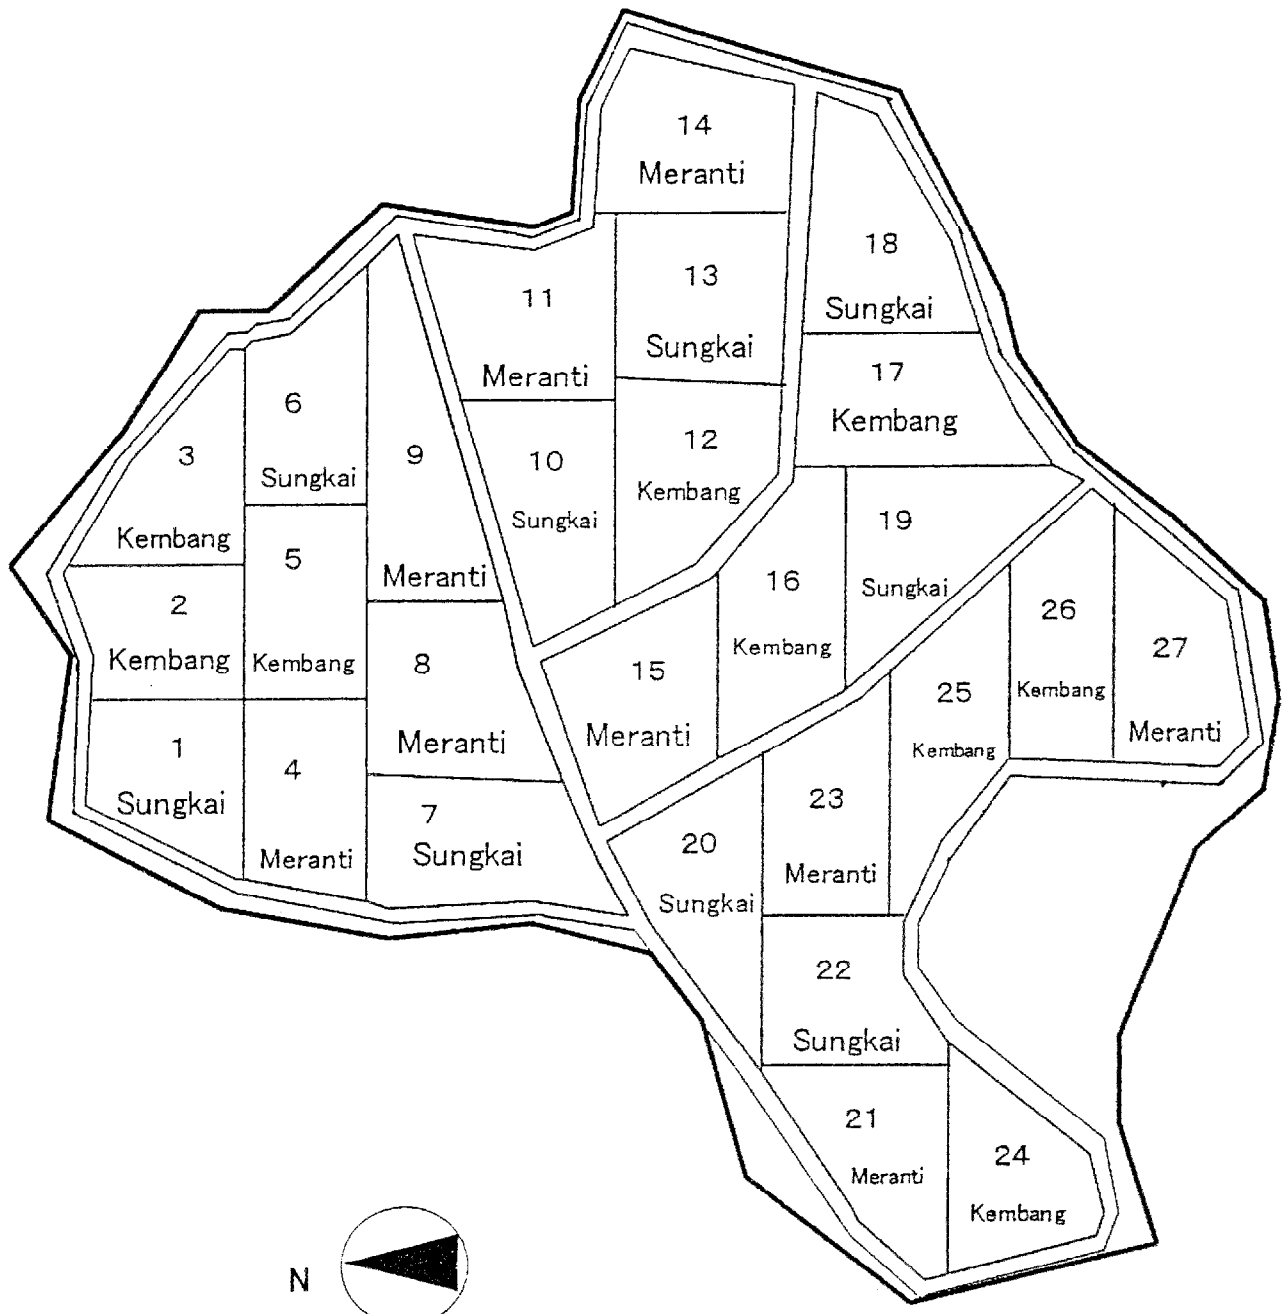 14
Meranti
18
Sungkai
11
Meranti
13
Sungkai
17
Kembang
6
Sungkai
3
Kembang
9
Meranti
10
Sungkai
12
Kembang
5
Kembang
2
Kembang
19
Sungkai
16
Kembang
8
Meranti
15
Meranti
26
Kembang
27
Meranti
25
Kembang
1
Sungkai
4
Meranti
7
Sungkai
23
Meranti
20
Sungkai
22
Sungkai
21
Meranti
24
Kembang
N